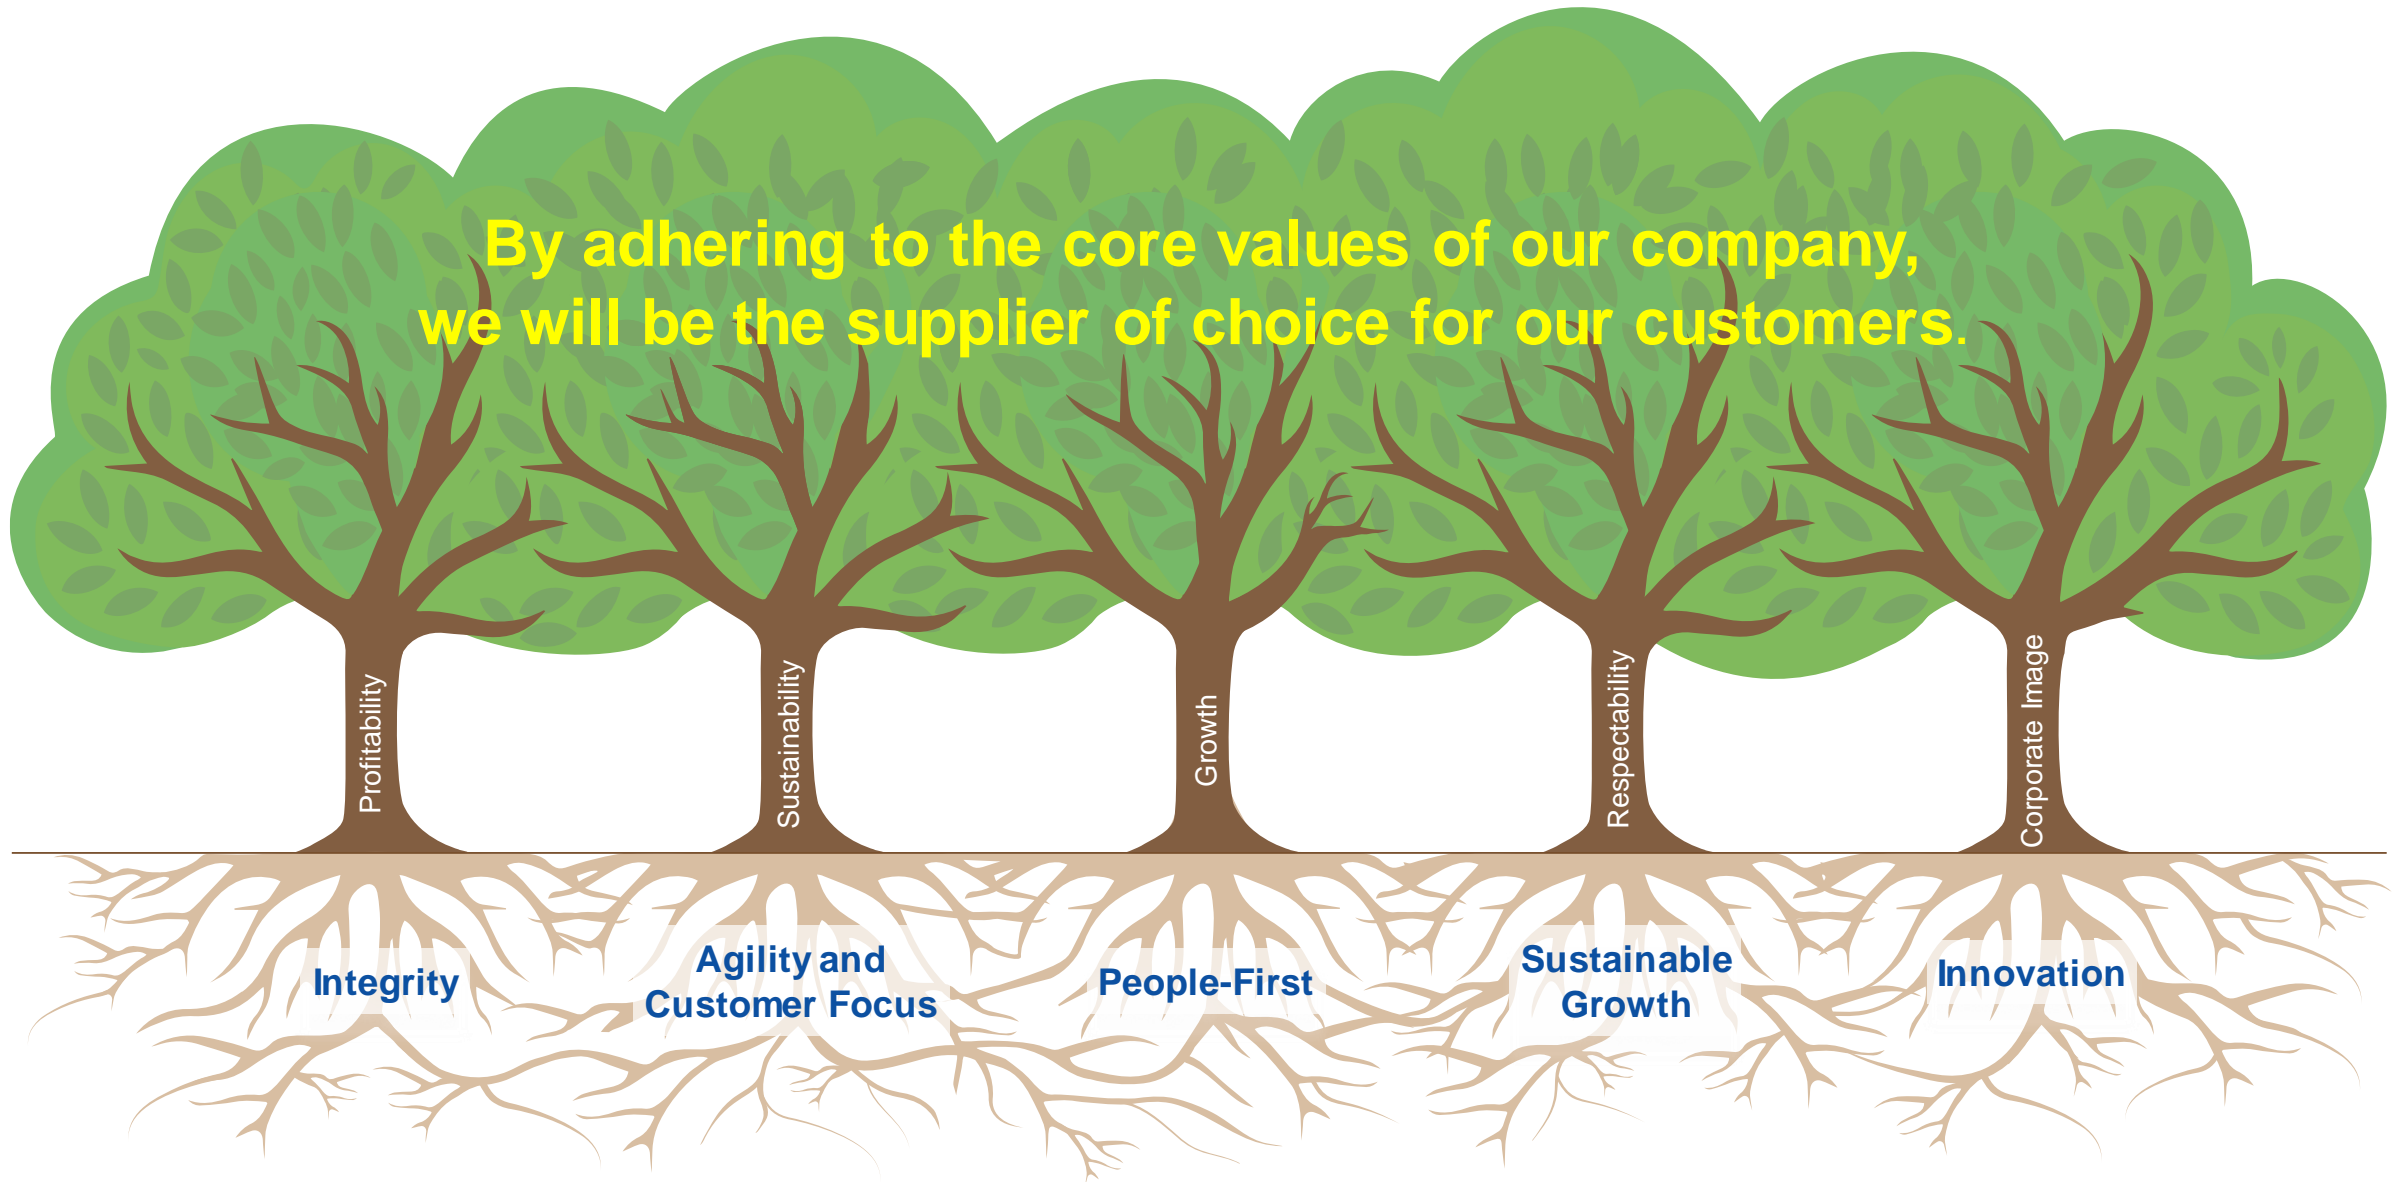 By adhering to the core values of our company,
we will be the supplier of choice for our customers.
Profitability
Sustainability
Growth
Respectability
Corporate Image
Integrity
Agility and
Customer Focus
People-First
Sustainable
Growth
Innovation